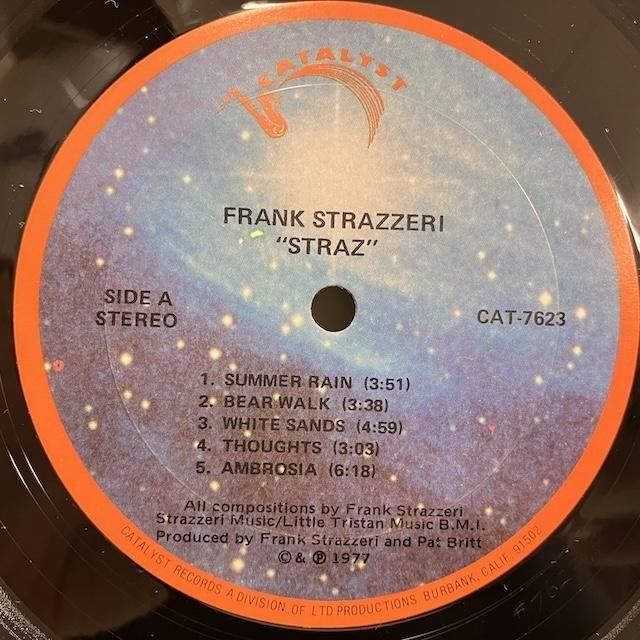 CATALYST
FRANK STRAZZERI
"STRAZ"
SIDE A
STEREO
CAT-7623
1. SUMMER RAIN (3:51)
2. BEAR WALK (3:38)
3. WHITE SANDS (4:59)
4. THOUGHTS (3:03)
5. AMBROSIA (6:18)
All compositions by Frank Strazzeri
Strazzeri Music/Little Tristan Music B.M.I.
Produced by Frank Strazzeri and Pat Britt
© & ℗ 1977
CATALYST RECORDS A DIVISION OF LTD PRODUCTIONS, BURBANK, CALIF. 91502